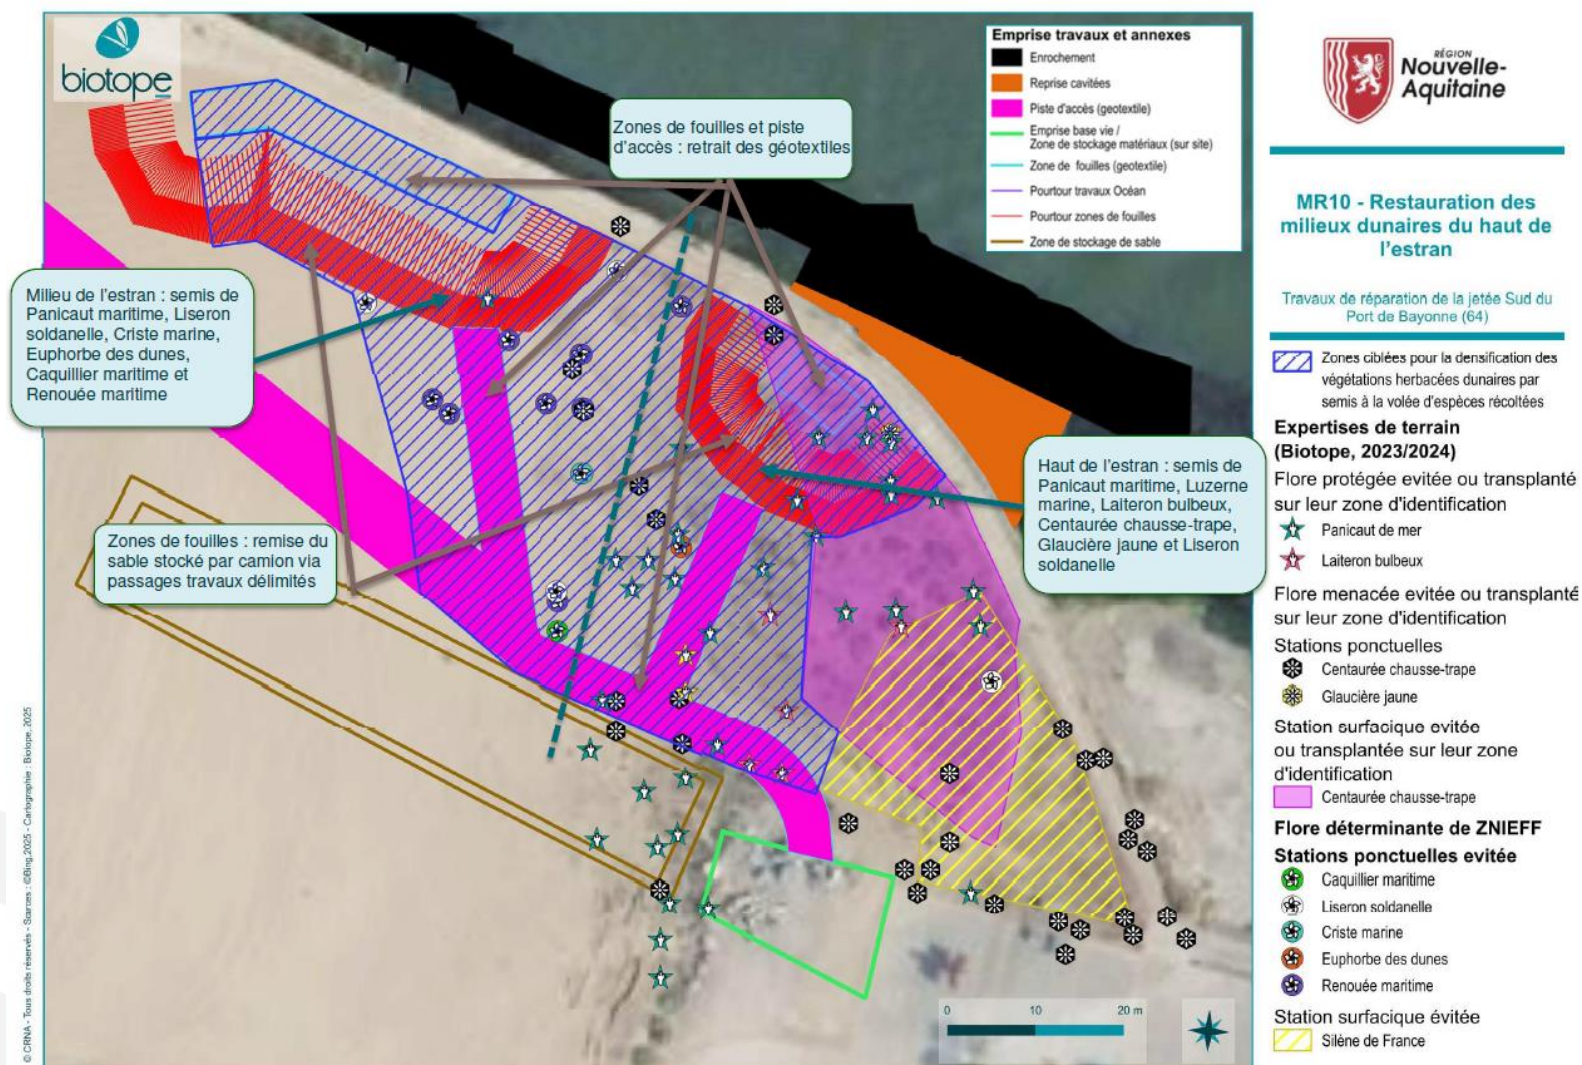 biotope
Zones de fouilles et piste
d'accès : retrait des géotextiles
Emprise travaux et annexes
Enrochement
Reprise cavitées
Piste d'accès (geotextile)
Emprise base vie /
Zone de stockage matériaux (sur site)
Zone de fouilles (geotextile)
Pourtour travaux Océan
Pourtour zones de fouilles
Zone de stockage de sable
Milieu de l'estran : semis de
Panicaut maritime, Liseron
soldanelle, Criste marine,
Euphorbe des dunes,
Caquillier maritime et
Renouée maritime
Haut de l'estran : semis de
Panicaut maritime, Luzerne
marine, Laiteron bulbeux,
Centaurée chausse-trape,
Glaucière jaune et Liseron
soldanelle
Zones de fouilles : remise du
sable stocké par camion via
passages travaux délimités
0 10 20 m
© CRNA - Tous droits réservés - Sources : ©Bing,2025 - Cartographie : Biotope, 2025
RÉGION
Nouvelle-
Aquitaine
MR10 - Restauration des
milieux dunaires du haut de
l'estran
Travaux de réparation de la jetée Sud du
Port de Bayonne (64)
Zones ciblées pour la densification des
végétations herbacées dunaires par
semis à la volée d'espèces récoltées
Expertises de terrain
(Biotope, 2023/2024)
Flore protégée evitée ou transplanté
sur leur zone d'identification
Panicaut de mer
Laiteron bulbeux
Flore menacée evitée ou transplanté
sur leur zone d'identification
Stations ponctuelles
Centaurée chausse-trape
Glaucière jaune
Station surfacique evitée
ou transplantée sur leur zone
d'identification
Centaurée chausse-trape
Flore déterminante de ZNIEFF
Stations ponctuelles evitée
Caquillier maritime
Liseron soldanelle
Criste marine
Euphorbe des dunes
Renouée maritime
Station surfacique évitée
Silène de France